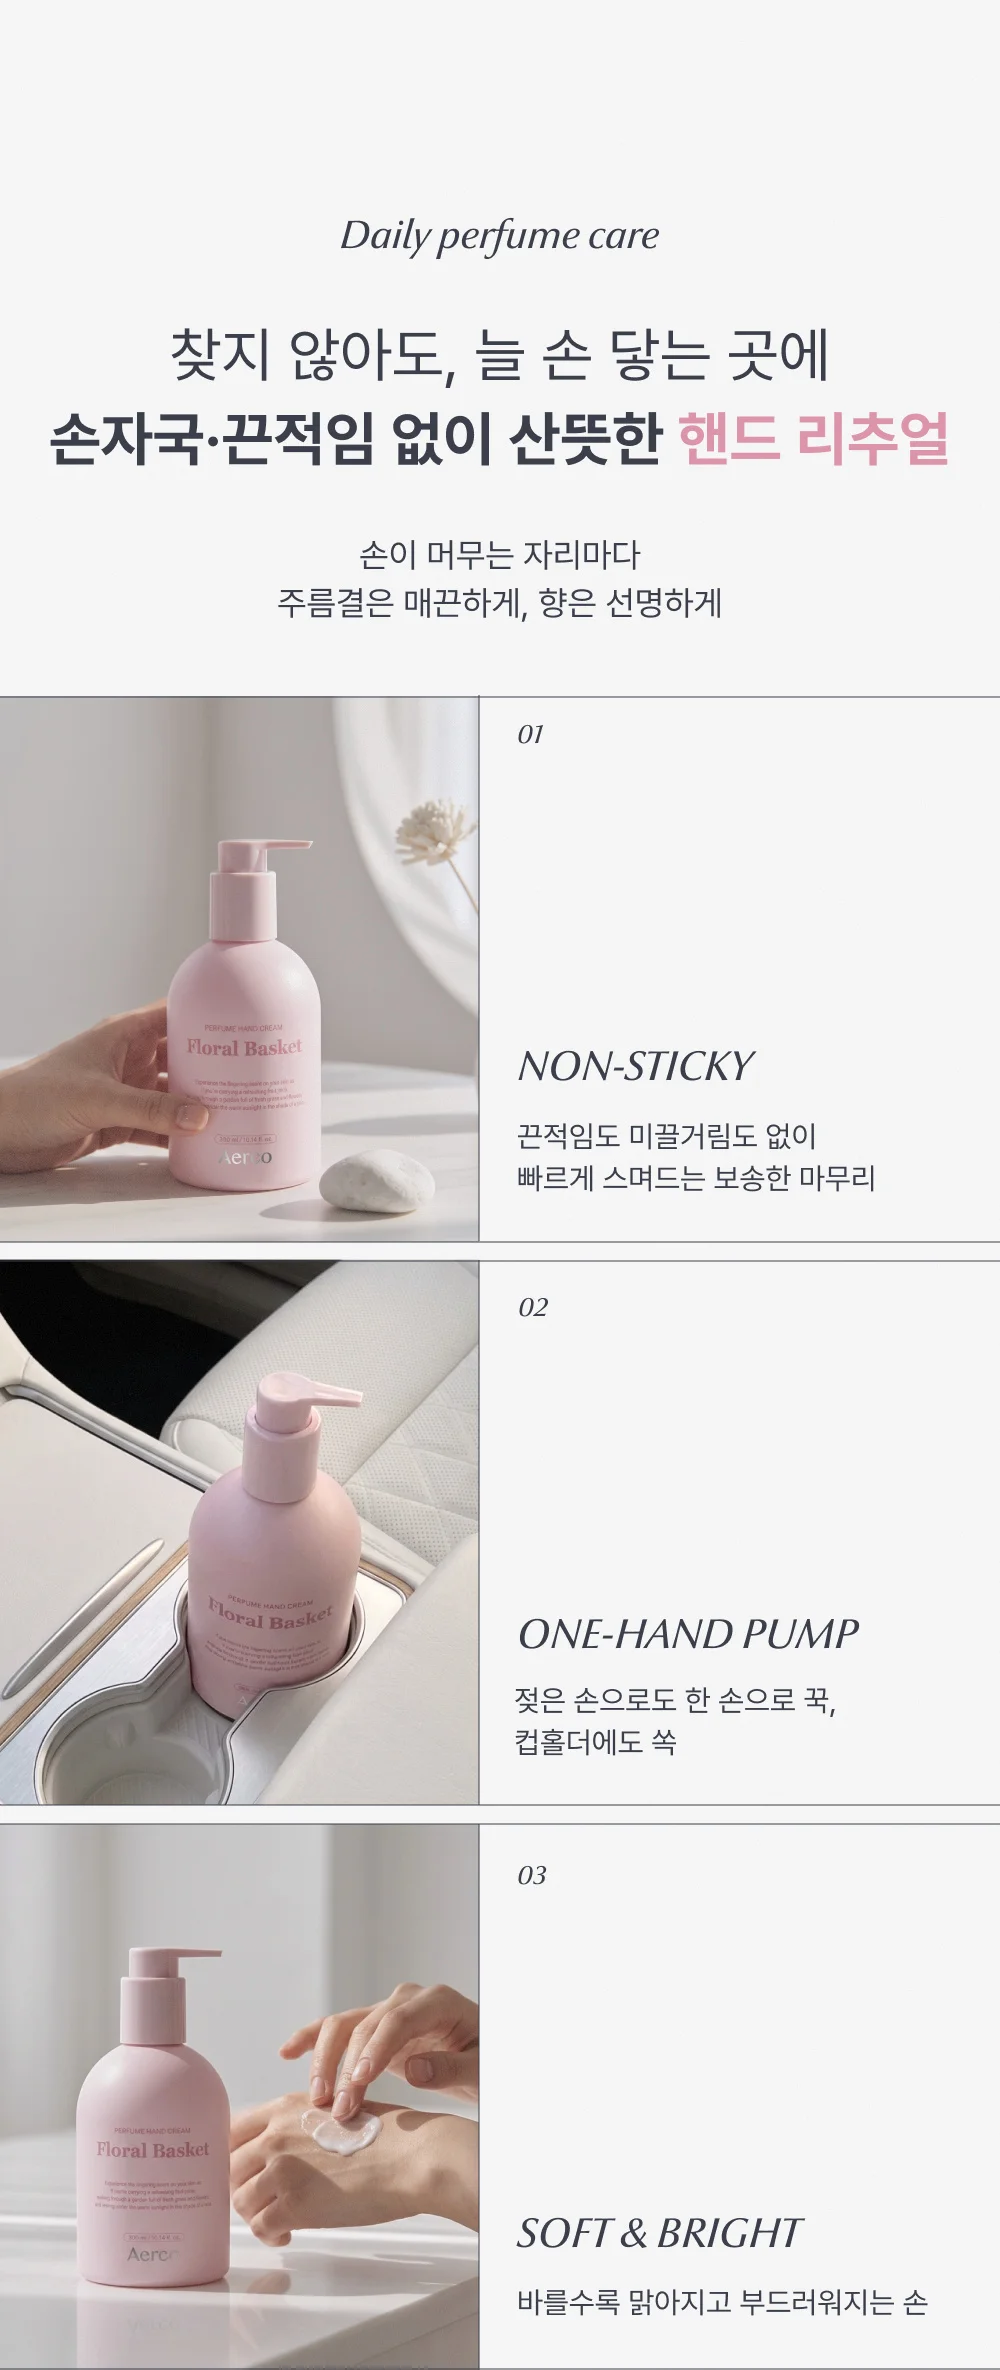 Daily perfume care
찾지 않아도, 늘 손 닿는 곳에
손자국·끈적임 없이 산뜻한 핸드 리추얼
손이 머무는 자리마다
주름결은 매끈하게, 향은 선명하게
01
PERFUME HAND CREAM
Floral Basket
Aerco
NON-STICKY
끈적임도 미끌거림도 없이
빠르게 스며드는 보송한 마무리
02
PERFUME HAND CREAM
Floral Basket
ONE-HAND PUMP
젖은 손으로도 한 손으로 꾹,
컵홀더에도 쏙
03
PERFUME HAND CREAM
Floral Basket
SOFT & BRIGHT
바를수록 맑아지고 부드러워지는 손